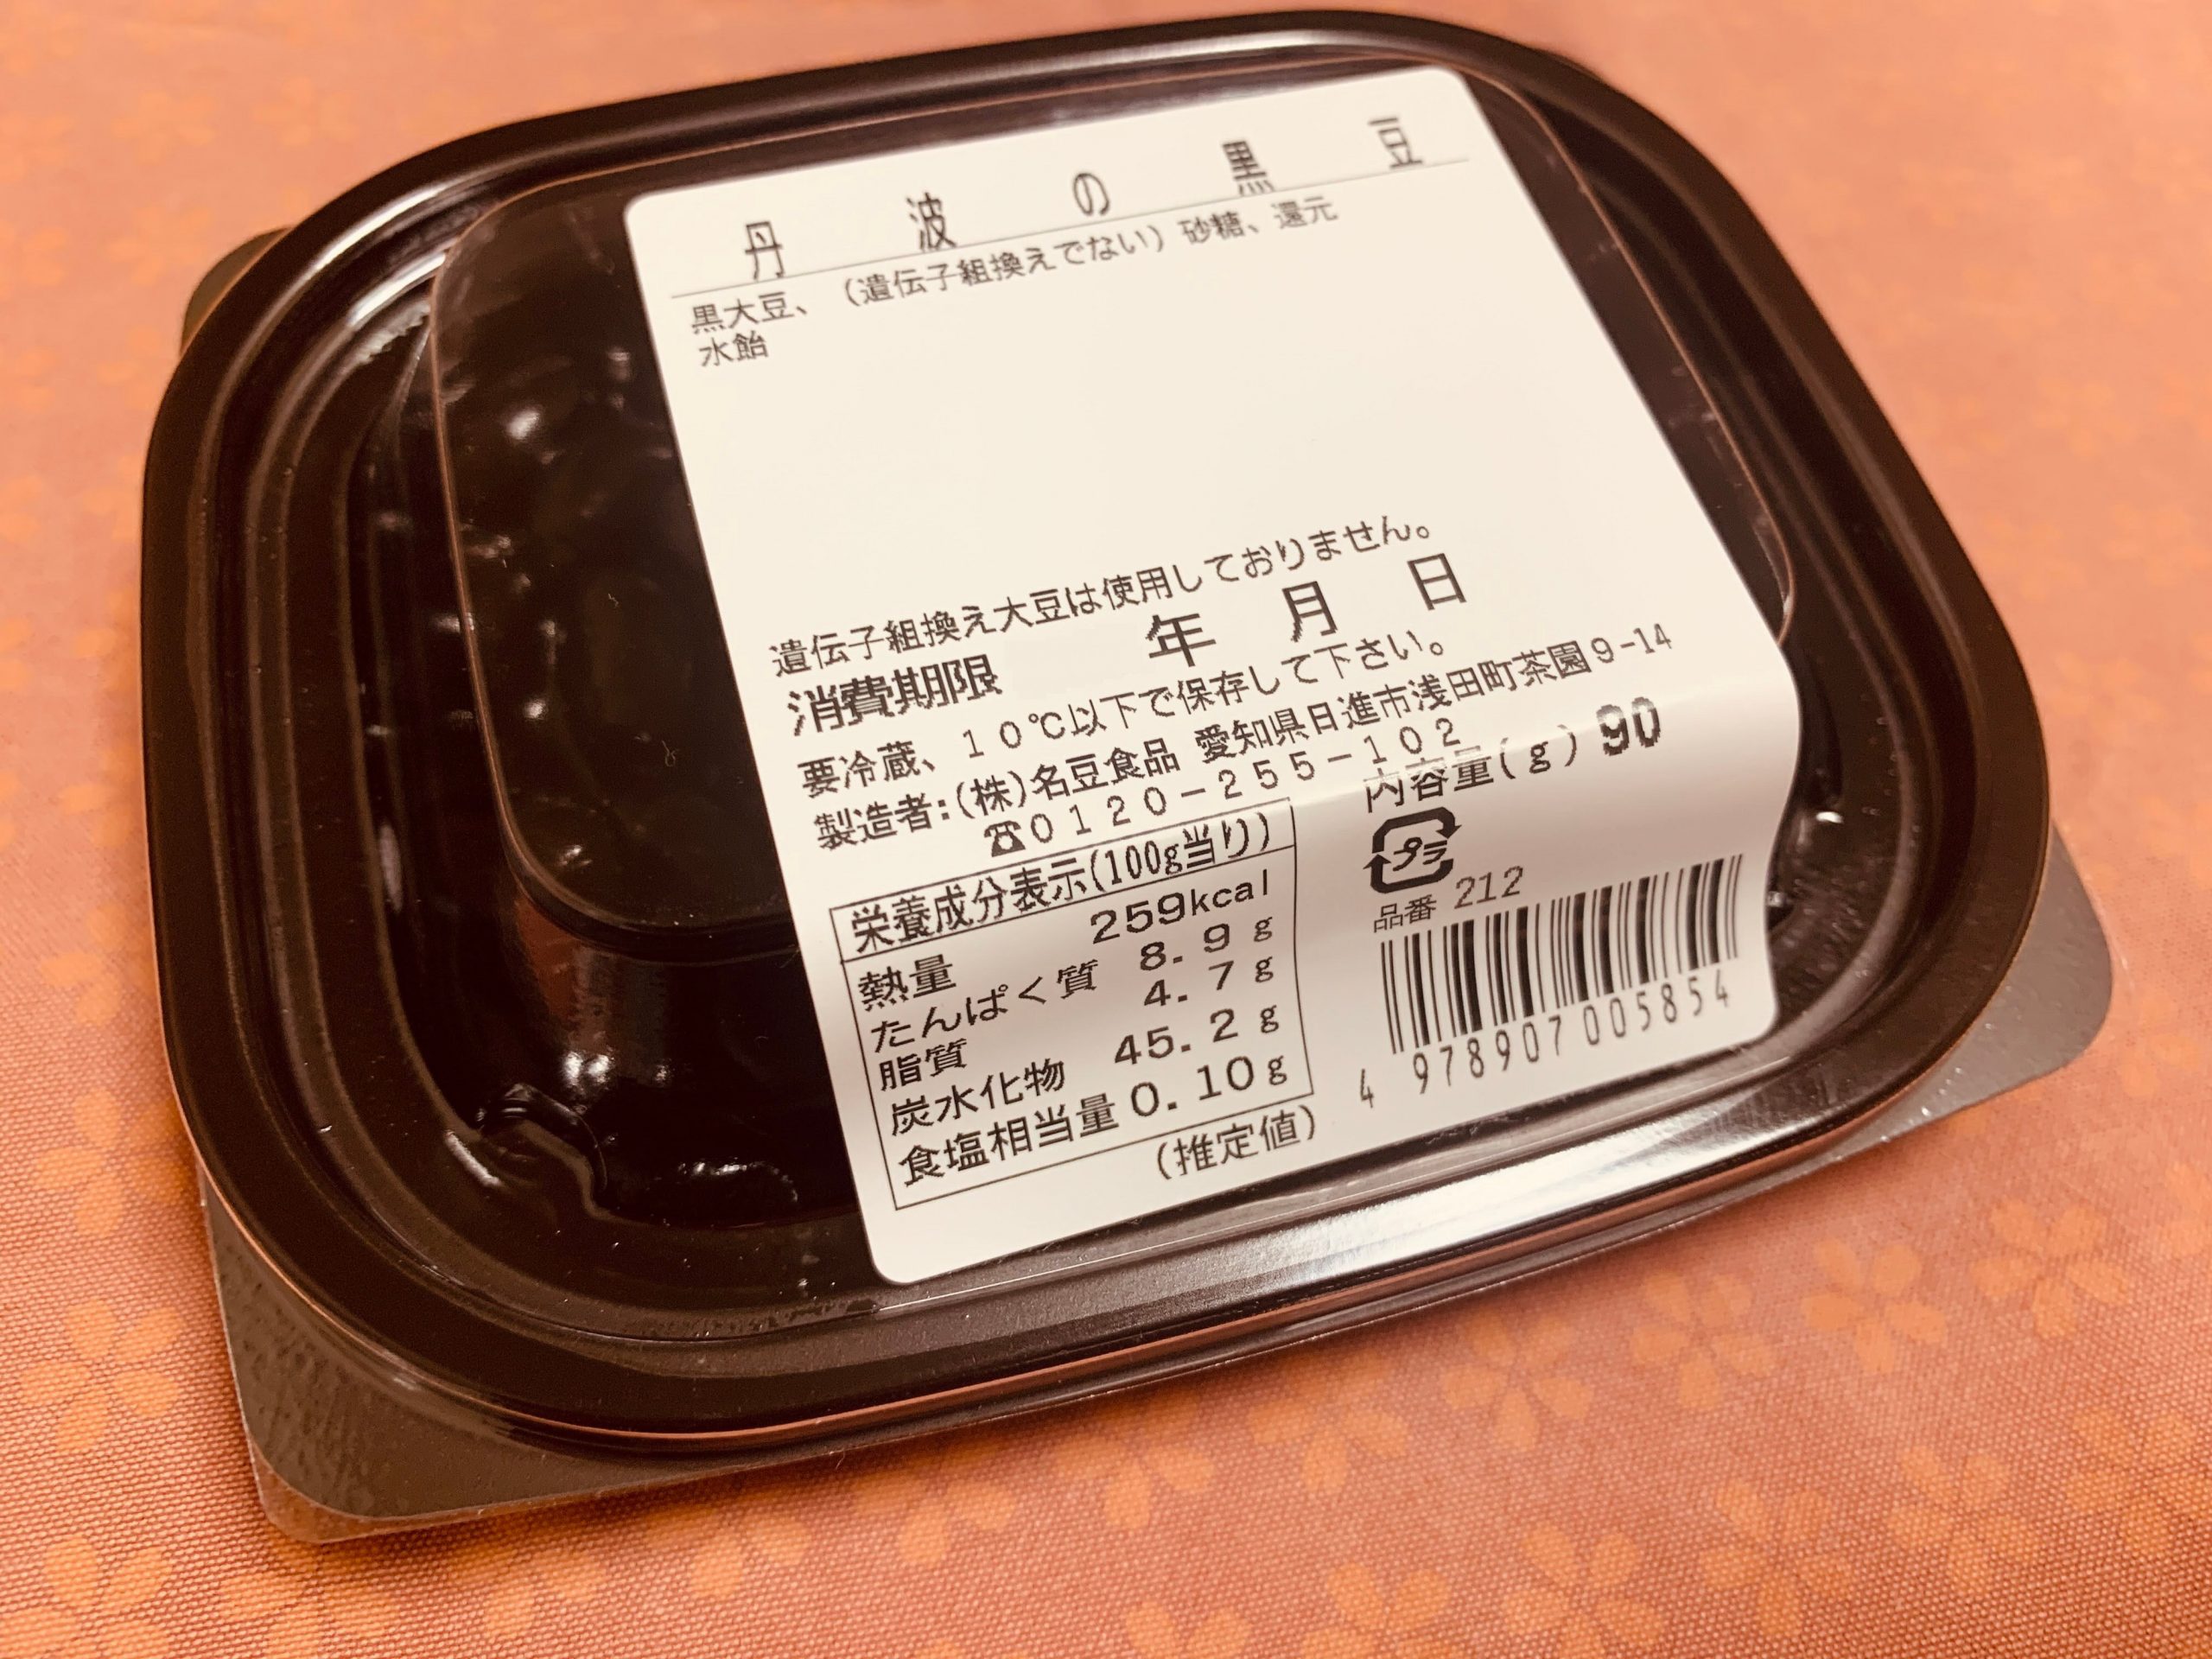 丹波の黒豆
黒大豆、(遺伝子組換えでない)砂糖、還元
水飴
遺伝子組換え大豆は使用しておりません。
消費期限 年 月 日
要冷蔵、10℃以下で保存して下さい。
製造者:(株)名豆食品 愛知県日進市浅田町茶園9-14
☎0120-255-102
内容量(g) 90
栄養成分表示(100g当り)
熱量 259kcal
たんぱく質 8.9g
脂質 4.7g
炭水化物 45.2g
食塩相当量 0.10g
(推定値)
プラ
品番 212
4 978907 005854